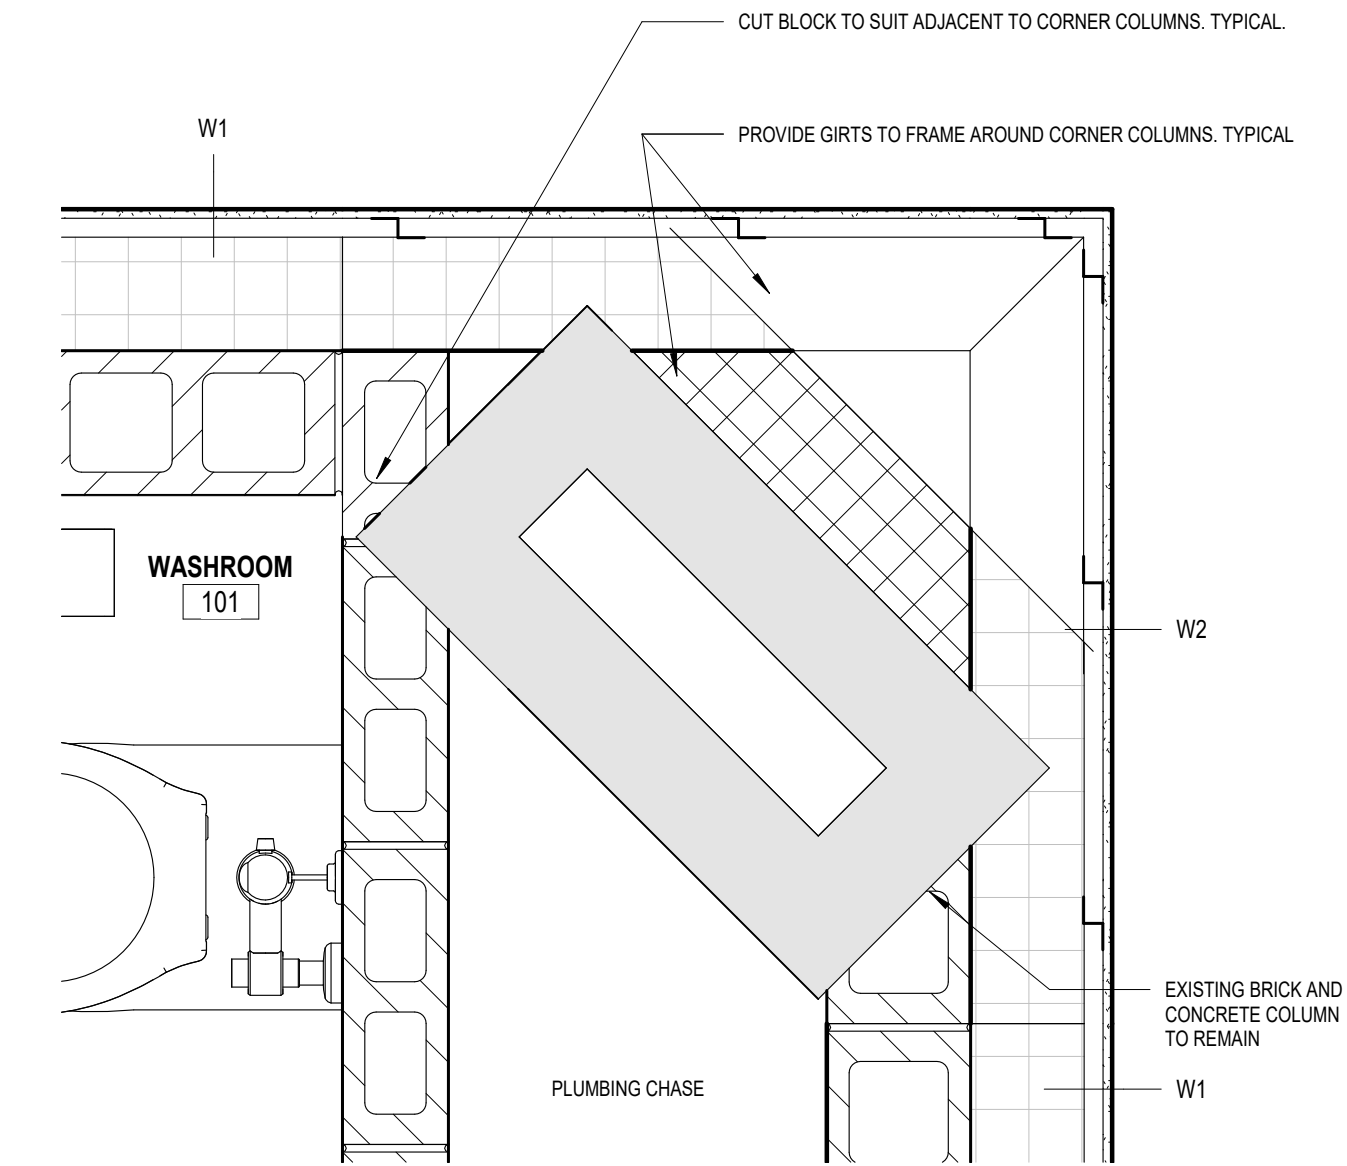 CUT BLOCK TO SUIT ADJACENT TO CORNER COLUMNS. TYPICAL.
W1
PROVIDE GIRTS TO FRAME AROUND CORNER COLUMNS. TYPICAL
WASHROOM
101
W2
EXISTING BRICK AND
CONCRETE COLUMN
TO REMAIN
PLUMBING CHASE
W1